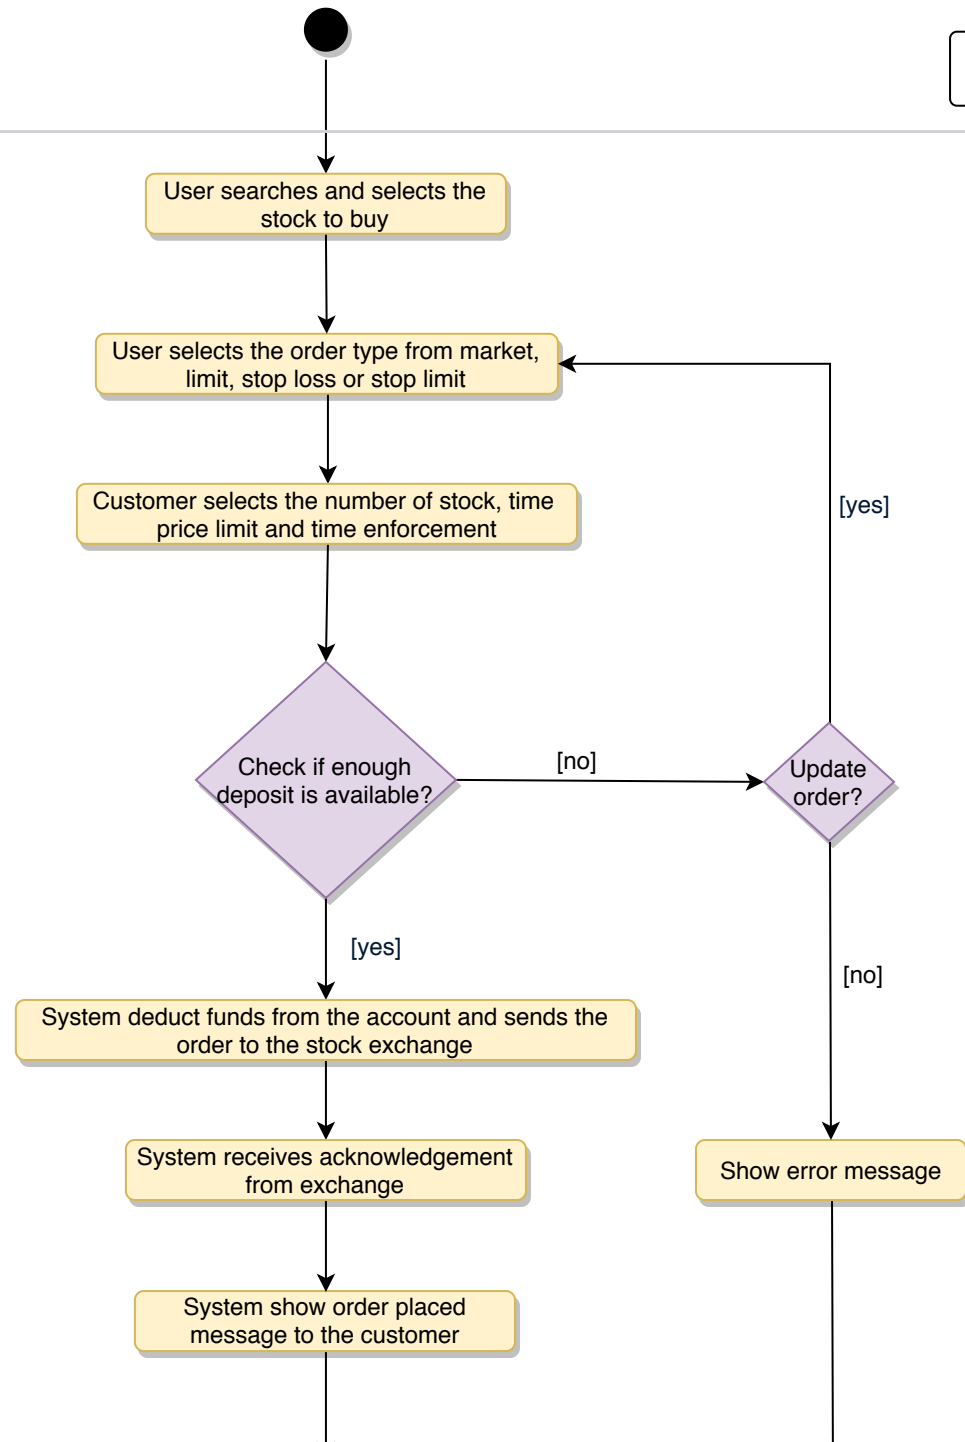 User searches and selects the
stock to buy
User selects the order type from market,
limit, stop loss or stop limit
Customer selects the number of stock, time
price limit and time enforcement
[yes]
Check if enough
deposit is available?
[no]
Update
order?
[yes]
[no]
System deduct funds from the account and sends the
order to the stock exchange
System receives acknowledgement
from exchange
Show error message
System show order placed
message to the customer